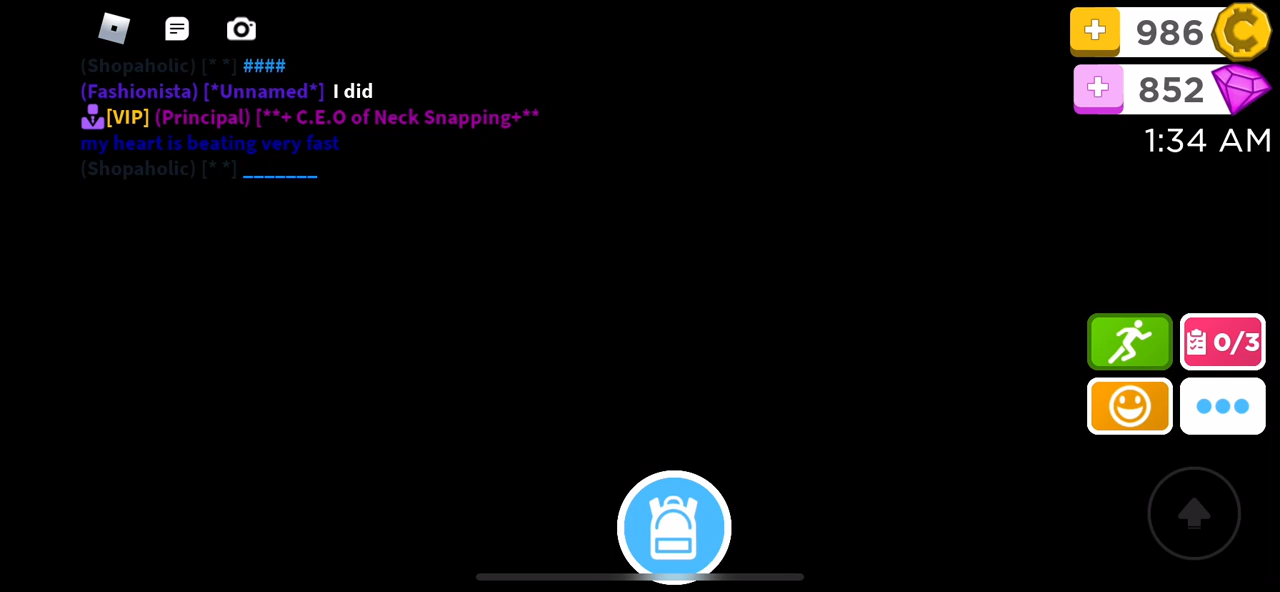 (Shopaholic) [* *] ####
(Fashionista) [*Unnamed*] I did
[VIP] (Principal) [**+ C.E.O of Neck Snapping+**
my heart is beating very fast
(Shopaholic) [* *] _______
986
852
1:34 AM
0/3